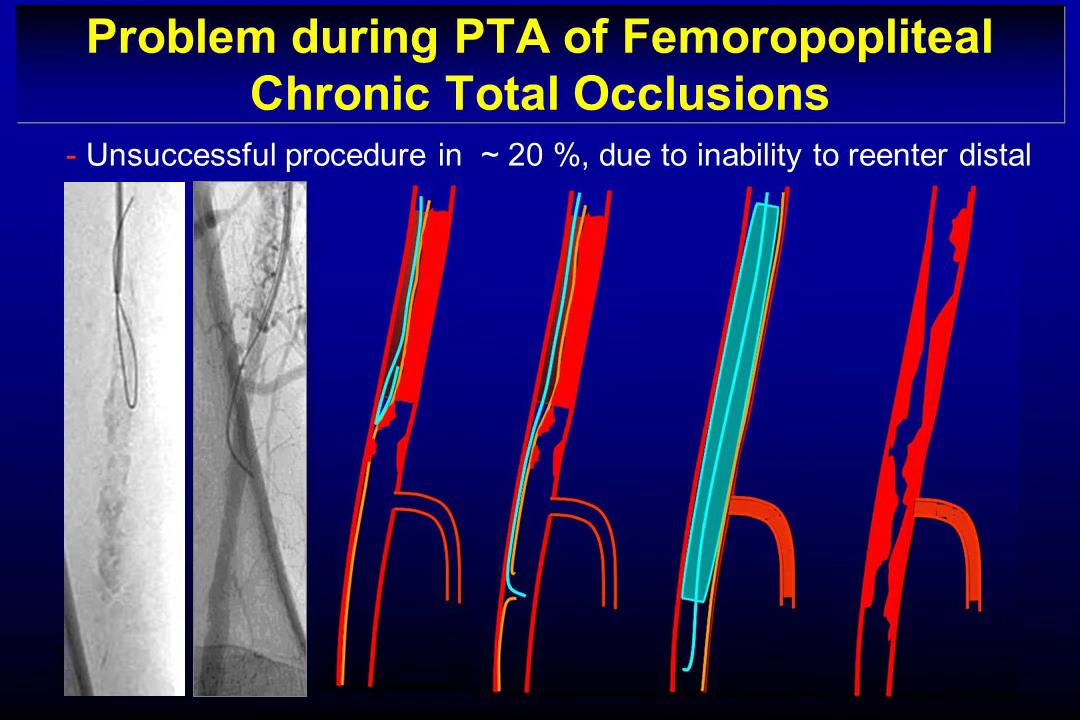 Problem during PTA of Femoropopliteal
Chronic Total Occlusions
- Unsuccessful procedure in ~ 20 %, due to inability to reenter distal